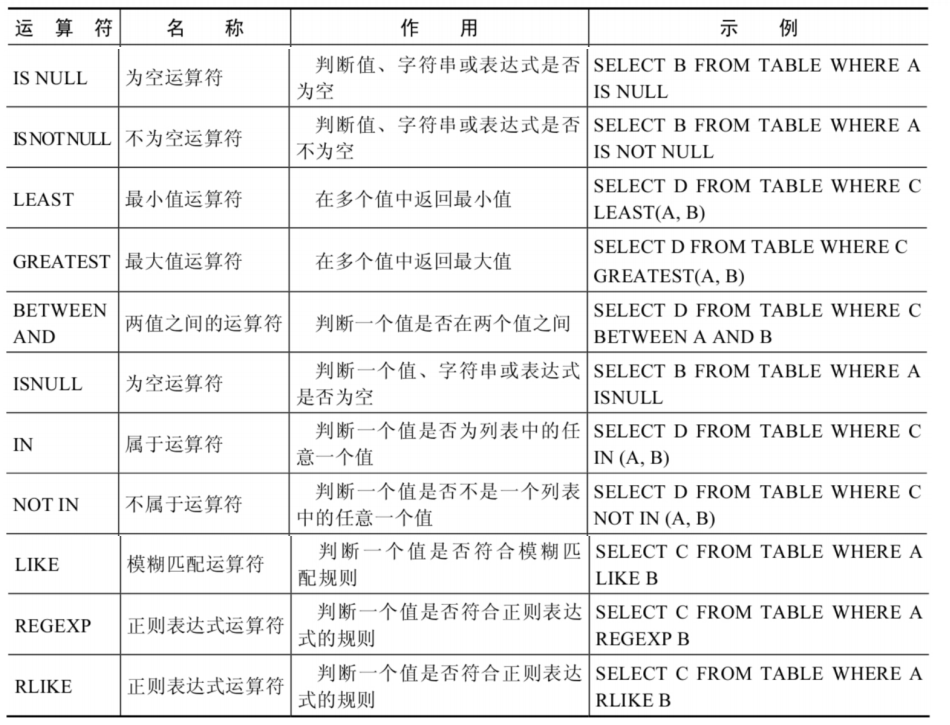 运算符 名称 作用 示例
IS NULL 为空运算符 判断值、字符串或表达式是否为空 SELECT B FROM TABLE WHERE A IS NULL
IS NOT NULL 不为空运算符 判断值、字符串或表达式是否不为空 SELECT B FROM TABLE WHERE A IS NOT NULL
LEAST 最小值运算符 在多个值中返回最小值 SELECT D FROM TABLE WHERE C LEAST(A, B)
GREATEST 最大值运算符 在多个值中返回最大值 SELECT D FROM TABLE WHERE C GREATEST(A, B)
BETWEEN AND 两值之间的运算符 判断一个值是否在两个值之间 SELECT D FROM TABLE WHERE C BETWEEN A AND B
ISNULL 为空运算符 判断一个值、字符串或表达式是否为空 SELECT B FROM TABLE WHERE A ISNULL
IN 属于运算符 判断一个值是否为列表中的任意一个值 SELECT D FROM TABLE WHERE C IN (A, B)
NOT IN 不属于运算符 判断一个值是否不是一个列表中的任意一个值 SELECT D FROM TABLE WHERE C NOT IN (A, B)
LIKE 模糊匹配运算符 判断一个值是否符合模糊匹配规则 SELECT C FROM TABLE WHERE A LIKE B
REGEXP 正则表达式运算符 判断一个值是否符合正则表达式的规则 SELECT C FROM TABLE WHERE A REGEXP B
RLIKE 正则表达式运算符 判断一个值是否符合正则表达式的规则 SELECT C FROM TABLE WHERE A RLIKE B